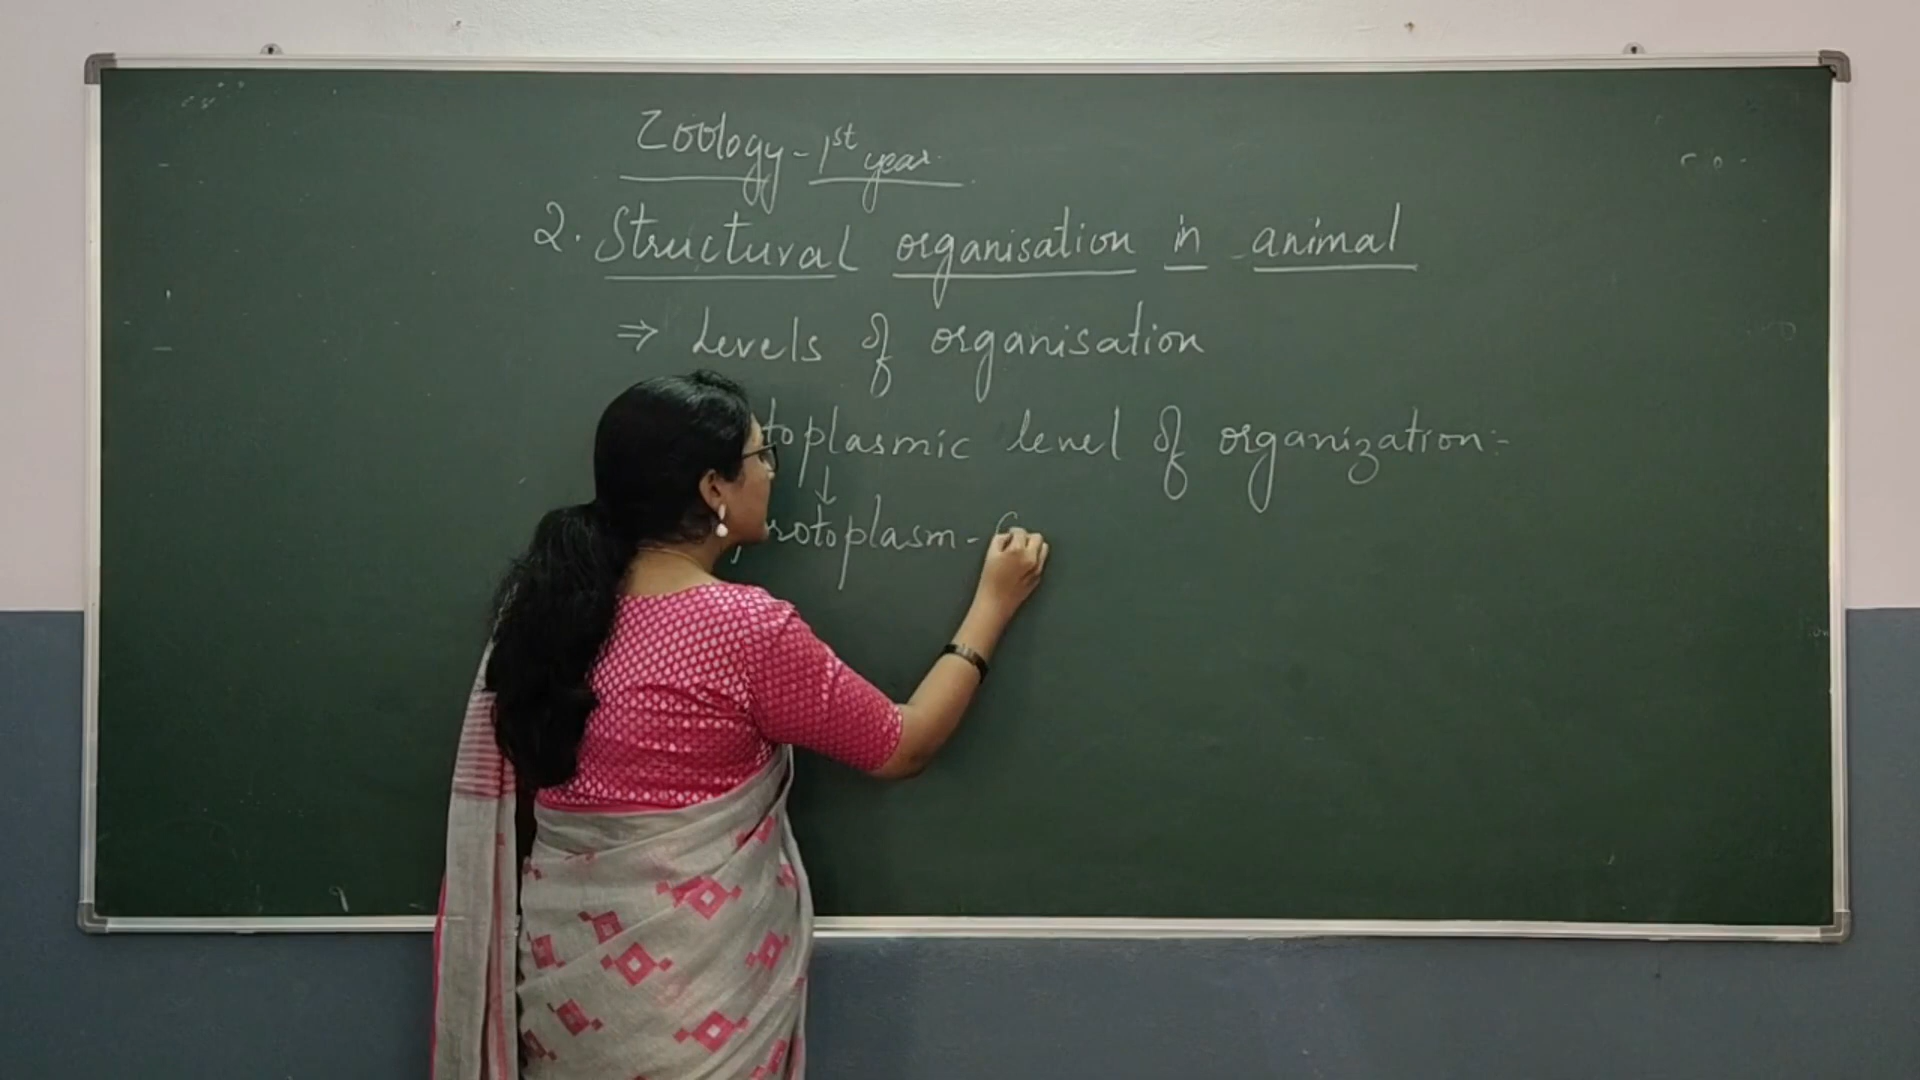 Zoology - 1st year
2. Structural organisation in animal
⇒ Levels of organisation
toplasmic level of organization:-
↓
rotoplasm -